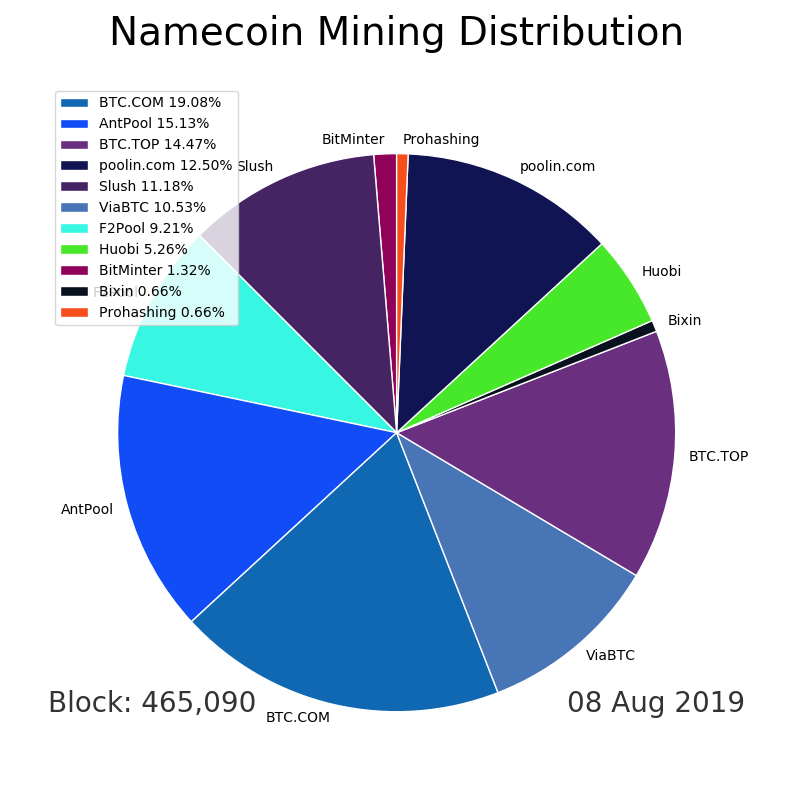 Namecoin Mining Distribution
BTC.COM 19.08%
AntPool 15.13%
BTC.TOP 14.47%
poolin.com 12.50%
Slush 11.18%
ViaBTC 10.53%
F2Pool 9.21%
Huobi 5.26%
BitMinter 1.32%
Bixin 0.66%
Prohashing 0.66%
BitMinter
Prohashing
Slush
poolin.com
Huobi
F2Pool
Bixin
BTC.TOP
AntPool
ViaBTC
BTC.COM
Block: 465,090
08 Aug 2019